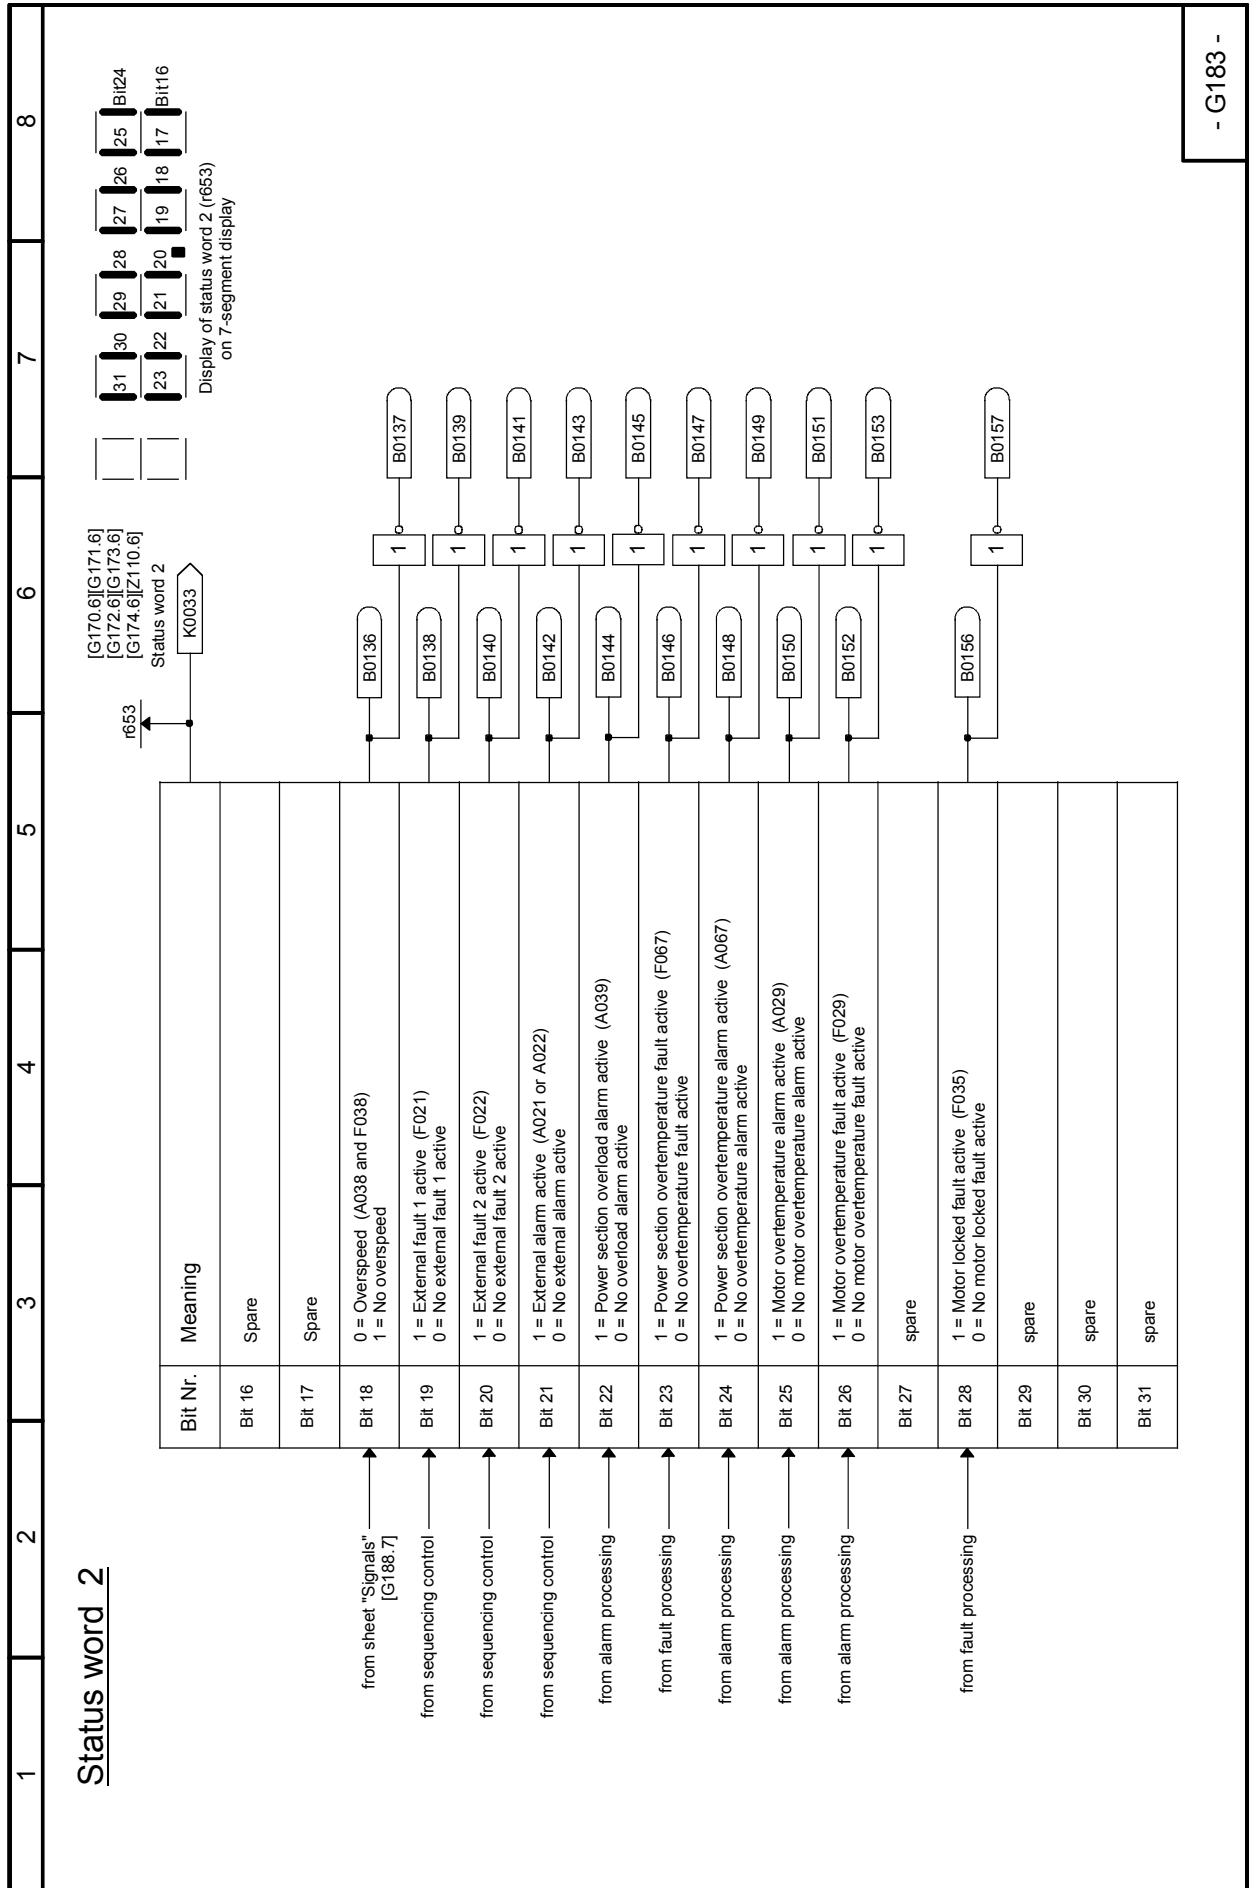 1 2 3 4 5 6 7 8
Status word 2
[G170.6][G171.6]
[G172.6][G173.6]
[G174.6][Z110.6]
Status word 2
r653
K0033
31 30 29 28 27 26 25 Bit24
23 22 21 20 19 18 17 Bit16
Display of status word 2 (r653)
on 7-segment display
Bit Nr. Meaning
Bit 16 Spare
Bit 17 Spare
from sheet "Signals"
[G188.7]
Bit 18
0 = Overspeed (A038 and F038)
1 = No overspeed
B0136
1
B0137
from sequencing control
Bit 19
1 = External fault 1 active (F021)
0 = No external fault 1 active
B0138
1
B0139
from sequencing control
Bit 20
1 = External fault 2 active (F022)
0 = No external fault 2 active
B0140
1
B0141
from sequencing control
Bit 21
1 = External alarm active (A021 or A022)
0 = No external alarm active
B0142
1
B0143
from alarm processing
Bit 22
1 = Power section overload alarm active (A039)
0 = No overload alarm active
B0144
1
B0145
from fault processing
Bit 23
1 = Power section overtemperature fault active (F067)
0 = No overtemperature fault active
B0146
1
B0147
from alarm processing
Bit 24
1 = Power section overtemperature alarm active (A067)
0 = No overtemperature alarm active
B0148
1
B0149
from alarm processing
Bit 25
1 = Motor overtemperature alarm active (A029)
0 = No motor overtemperature alarm active
B0150
1
B0151
from alarm processing
Bit 26
1 = Motor overtemperature fault active (F029)
0 = No motor overtemperature fault active
B0152
1
B0153
Bit 27 spare
from fault processing
Bit 28
1 = Motor locked fault active (F035)
0 = No motor locked fault active
B0156
1
B0157
Bit 29 spare
Bit 30 spare
Bit 31 spare
- G183 -